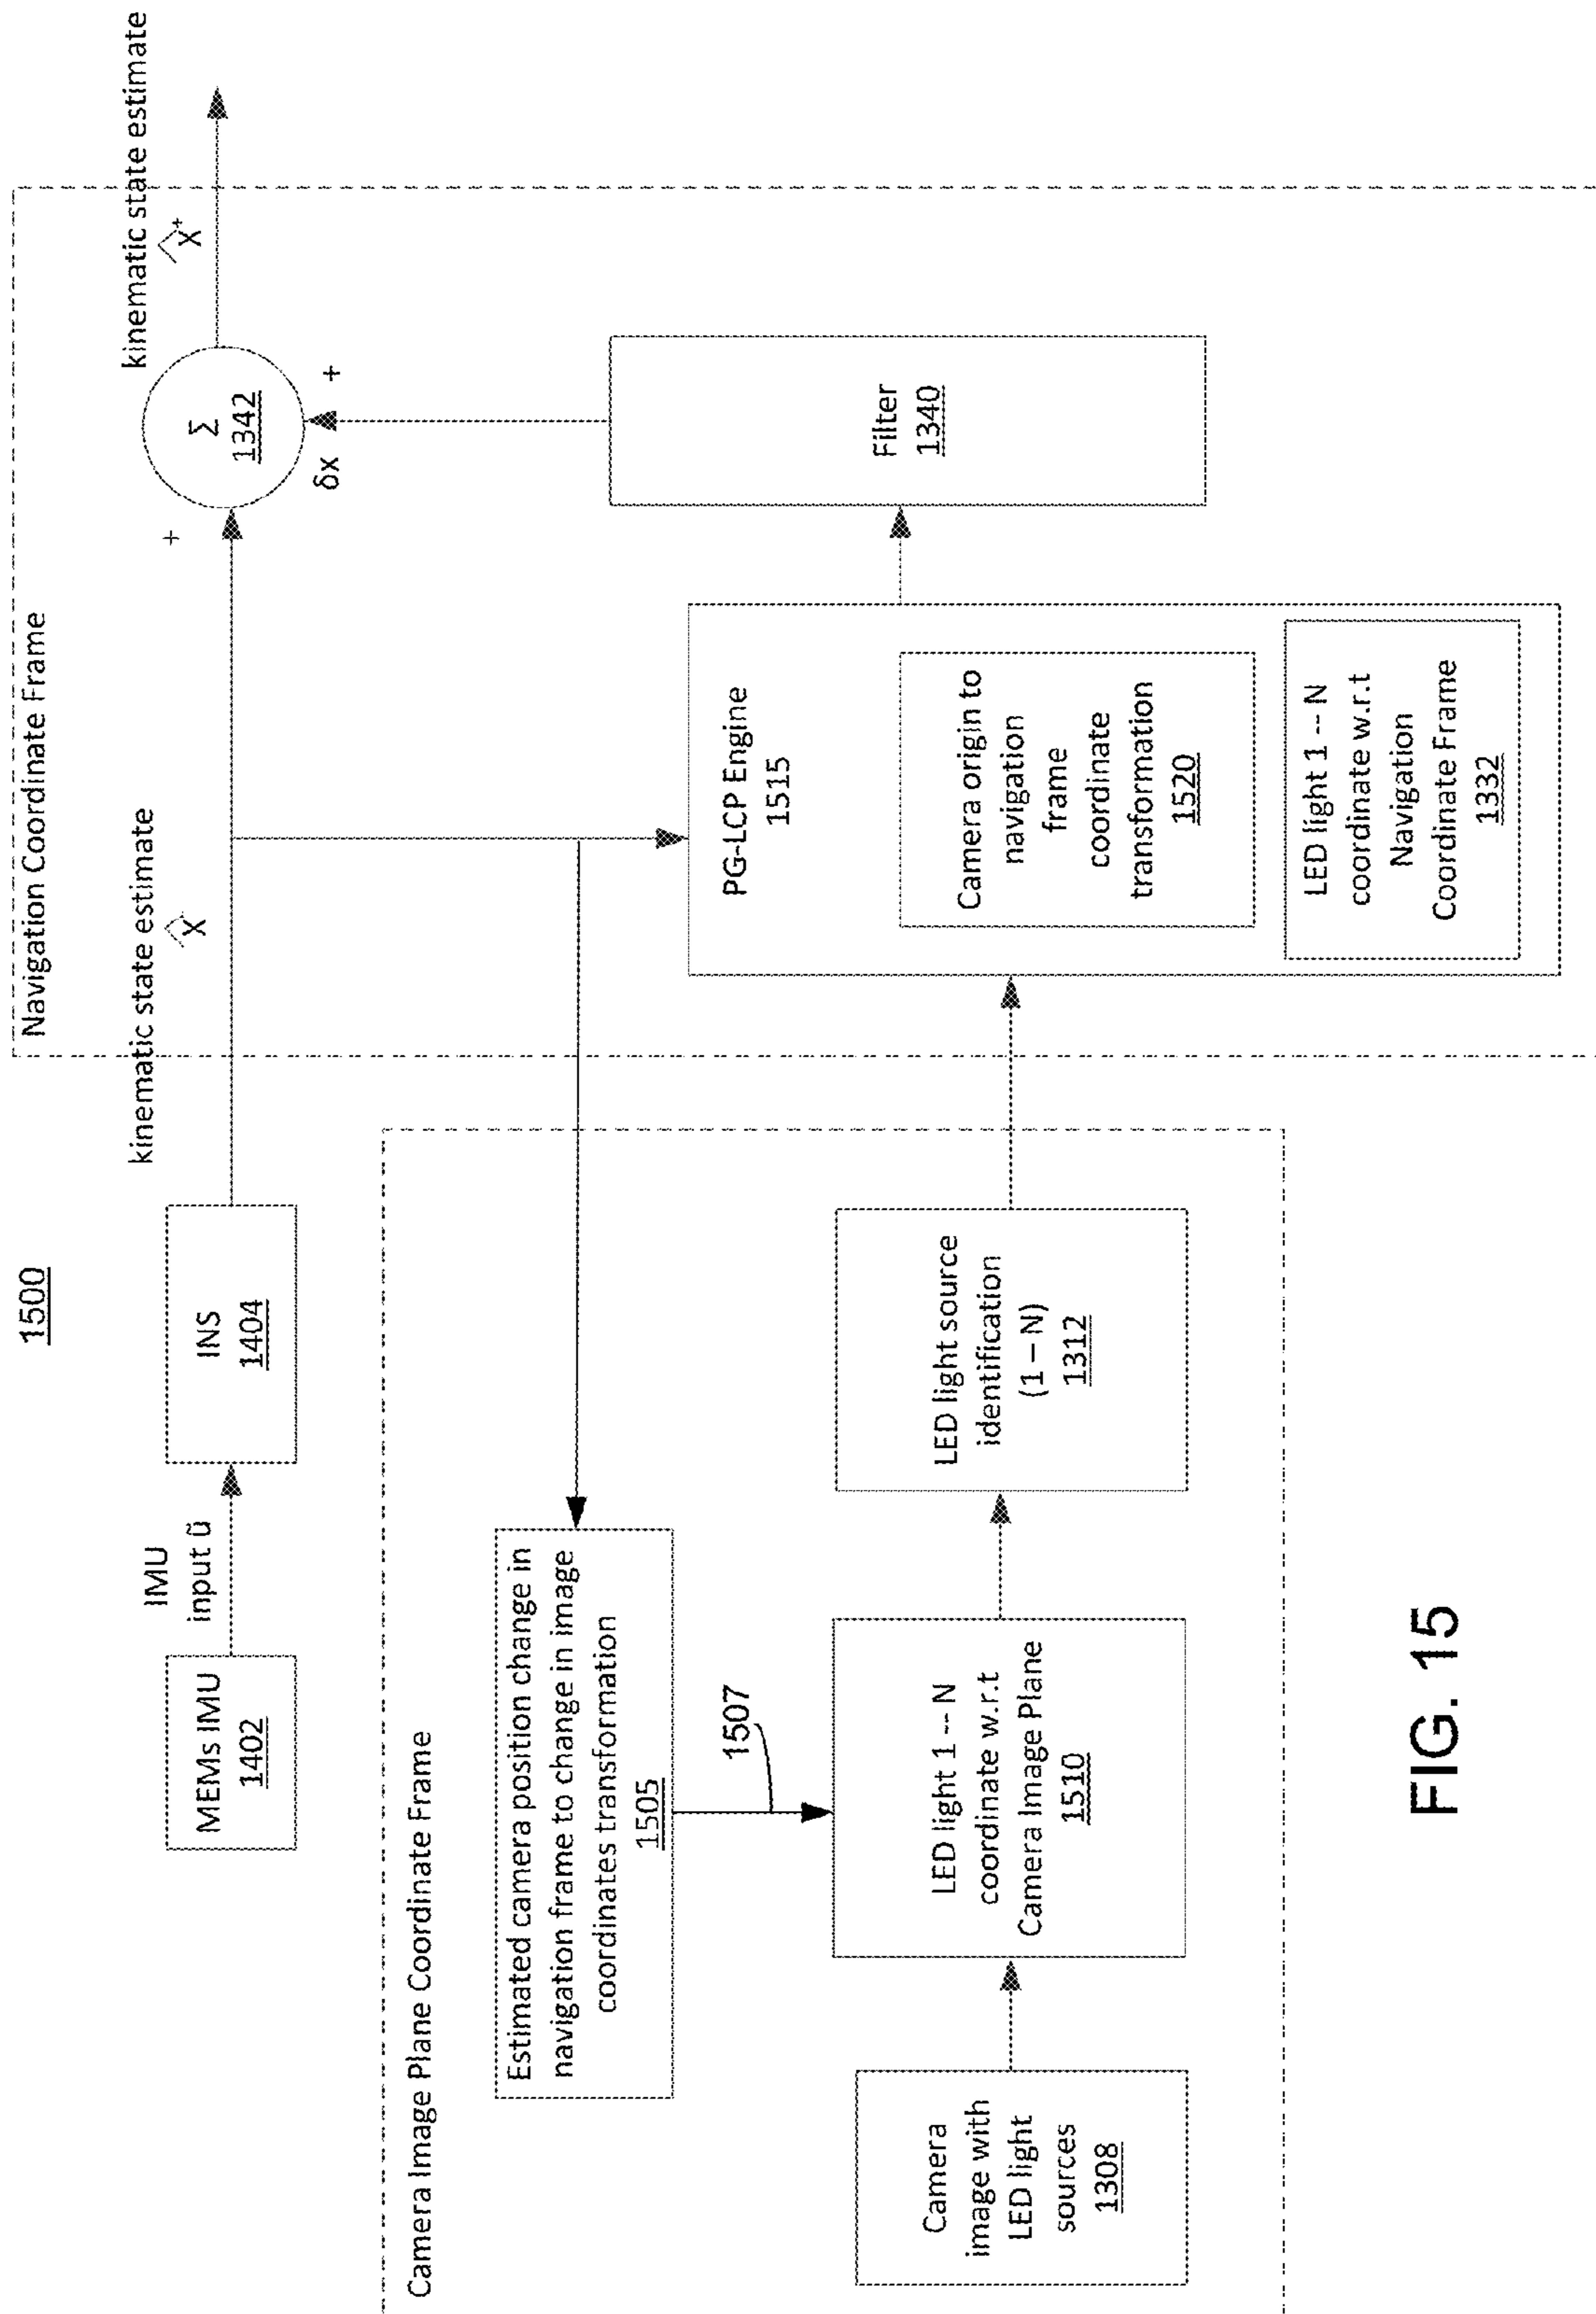 1500
MEMs IMU
1402
IMU
input ũ
INS
1404
kinematic state estimate
x̂
Navigation Coordinate Frame
+
Σ
1342
kinematic state estimate
x̂⁺
δx
+
Camera Image Plane Coordinate Frame
Estimated camera position change in
navigation frame to change in image
coordinates transformation
1505
1507
Camera
image with
LED light
sources
1308
LED light 1 -- N
coordinate w.r.t
Camera Image Plane
1510
LED light source
identification
(1 – N)
1312
PG-LCP Engine
1515
Camera origin to
navigation
frame
coordinate
transformation
1520
LED light 1 -- N
coordinate w.r.t
Navigation
Coordinate Frame
1332
Filter
1340
FIG. 15